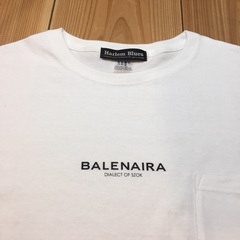 Harlem Blues
BALENAIRA
DIALECT OF SZOK